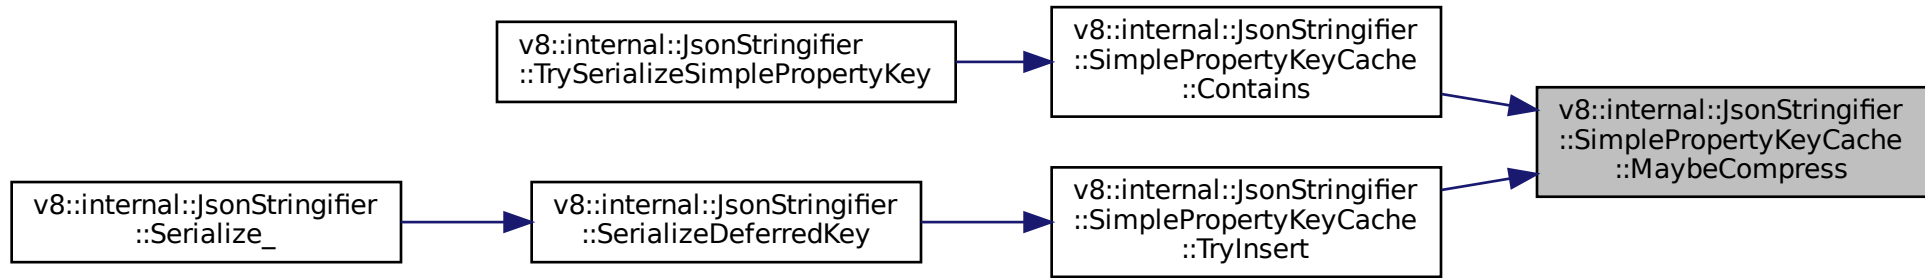 v8::internal::JsonStringifier
::TrySerializeSimplePropertyKey
v8::internal::JsonStringifier
::SimplePropertyKeyCache
::Contains
v8::internal::JsonStringifier
::SimplePropertyKeyCache
::MaybeCompress
v8::internal::JsonStringifier
::Serialize_
v8::internal::JsonStringifier
::SerializeDeferredKey
v8::internal::JsonStringifier
::SimplePropertyKeyCache
::TryInsert